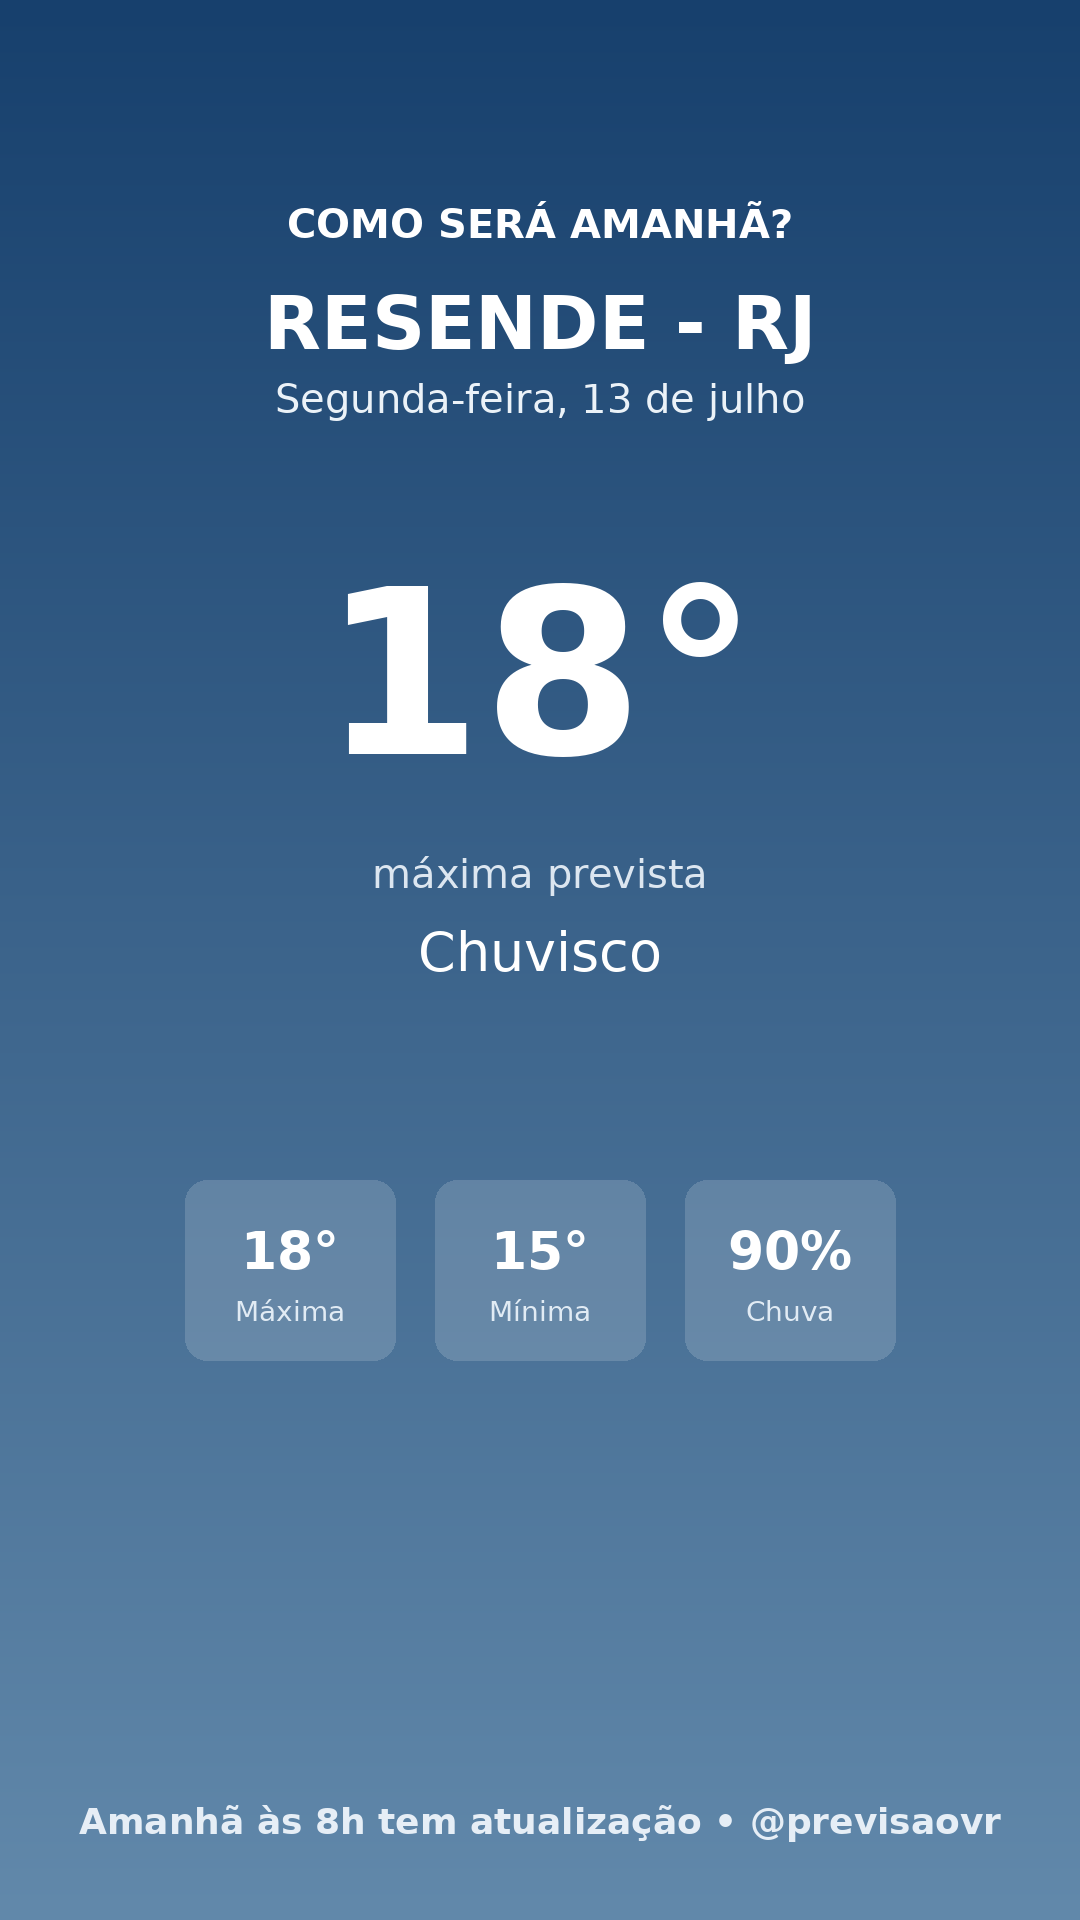 COMO SERÁ AMANHÃ?
RESENDE - RJ
Segunda-feira, 13 de julho
18°
máxima prevista
Chuvisco
18° 15° 90%
Máxima Mínima Chuva
Amanhã às 8h tem atualização • @previsaovr